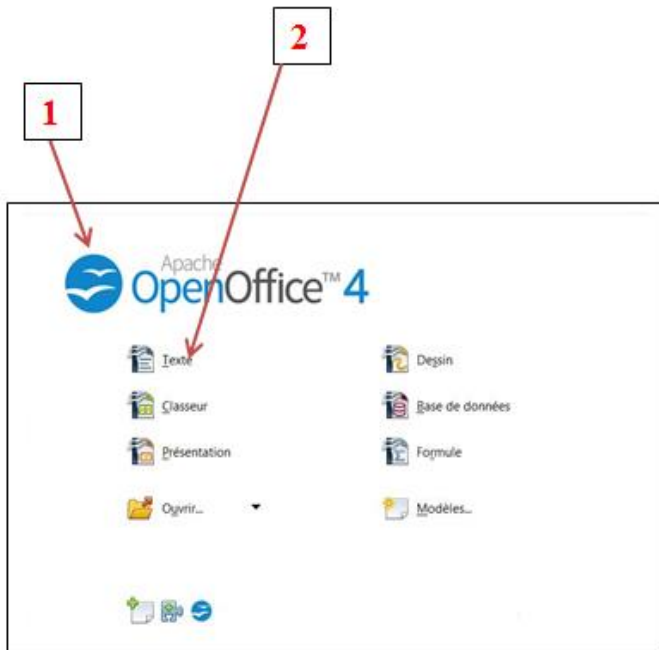 2
1
Apache
OpenOffice™ 4
Texte
Dessin
Classeur
Base de données
Présentation
Formule
Ouvrir...
Modèles...